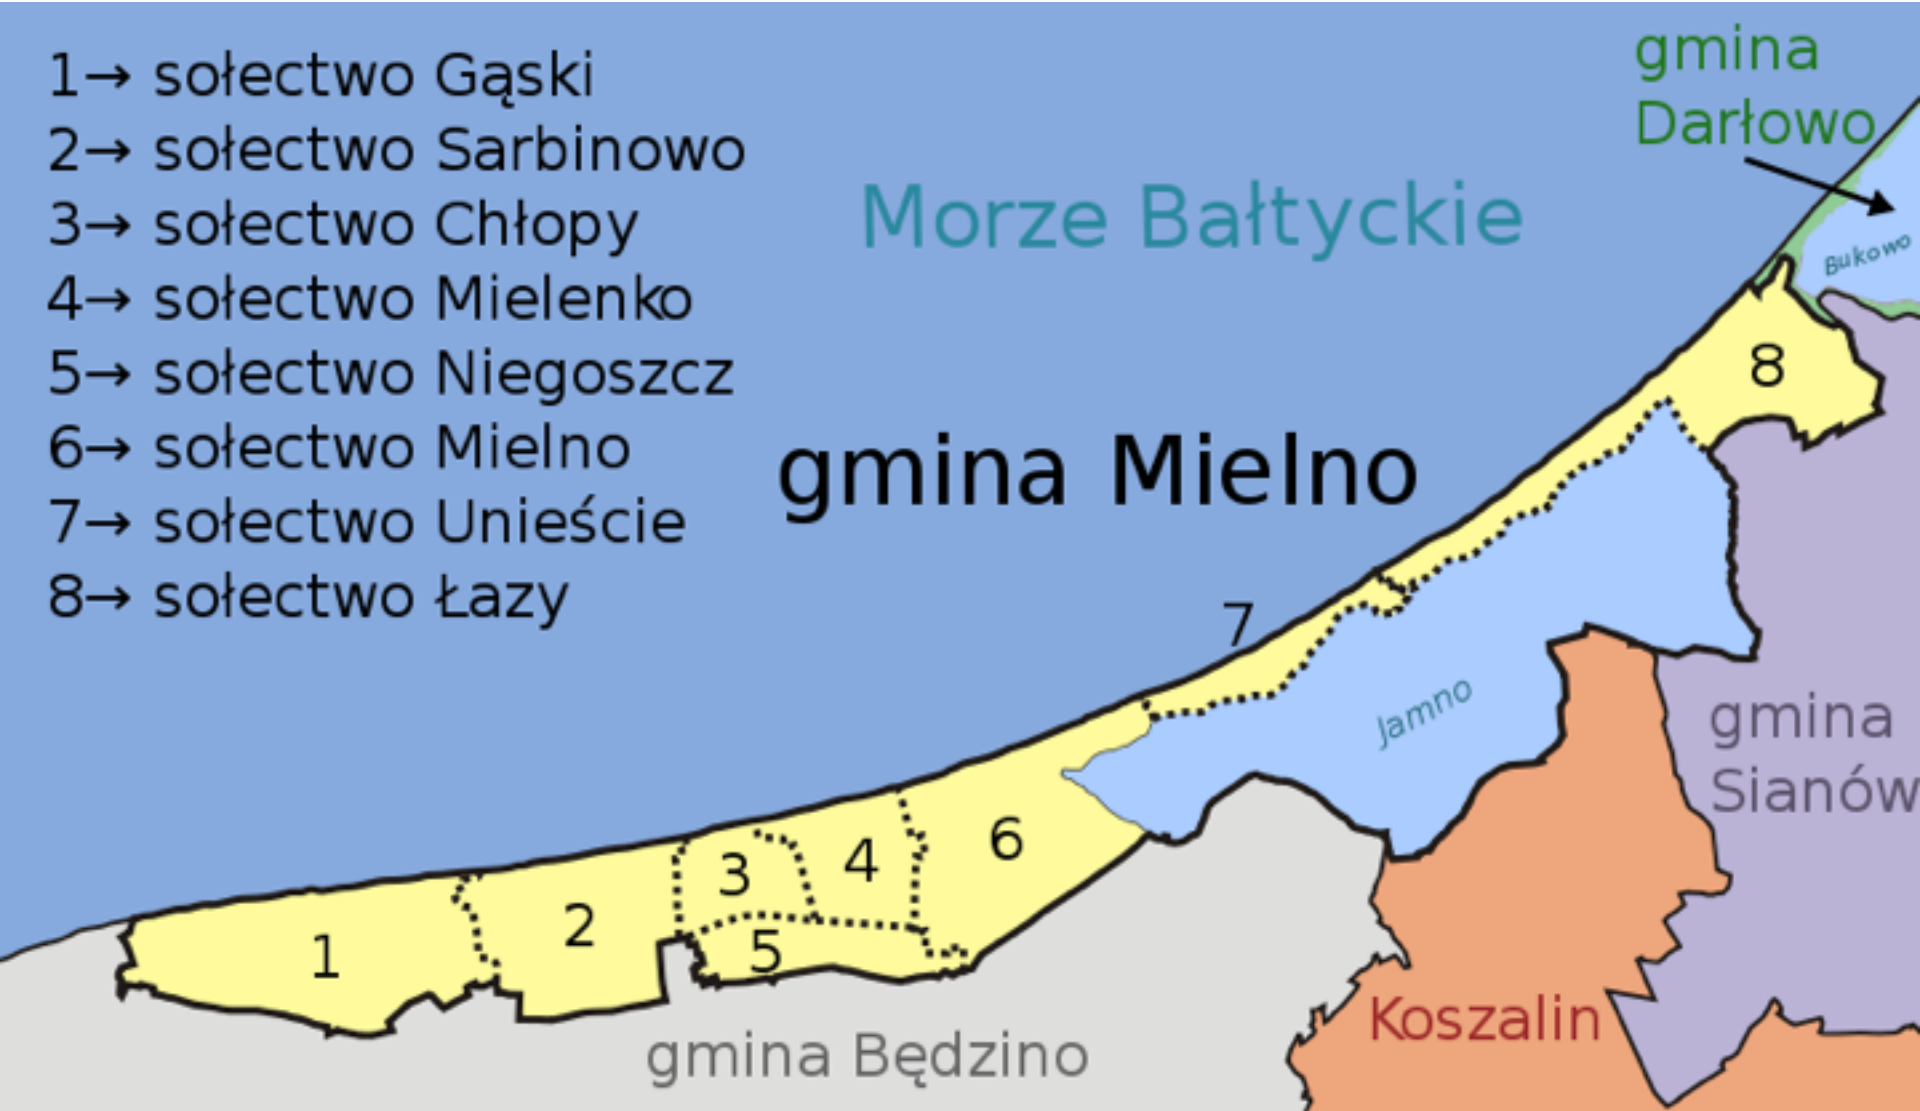 1→ sołectwo Gąski
2→ sołectwo Sarbinowo
3→ sołectwo Chłopy
4→ sołectwo Mielenko
5→ sołectwo Niegoszcz
6→ sołectwo Mielno
7→ sołectwo Unieście
8→ sołectwo Łazy
gmina
Darłowo
Morze Bałtyckie
Bukowo
8
gmina Mielno
7
Jamno
gmina
Sianów
6
4
3
2
5
1
Koszalin
gmina Będzino